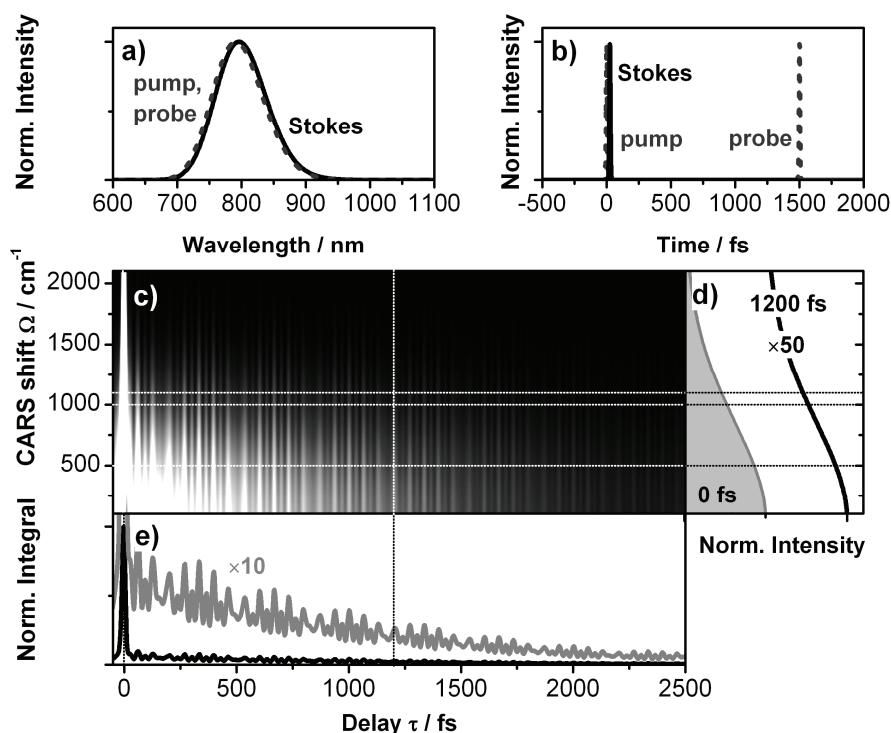 a)
pump,
probe
Stokes
Norm. Intensity
600 700 800 900 1000 1100
Wavelength / nm
b)
Stokes
pump
probe
Norm. Intensity
-500 0 500 1000 1500 2000
Time / fs
c)
CARS shift Ω / cm⁻¹
2000
1500
1000
500
d)
1200 fs
×50
0 fs
Norm. Intensity
e)
×10
Norm. Integral
0 500 1000 1500 2000 2500
Delay τ / fs